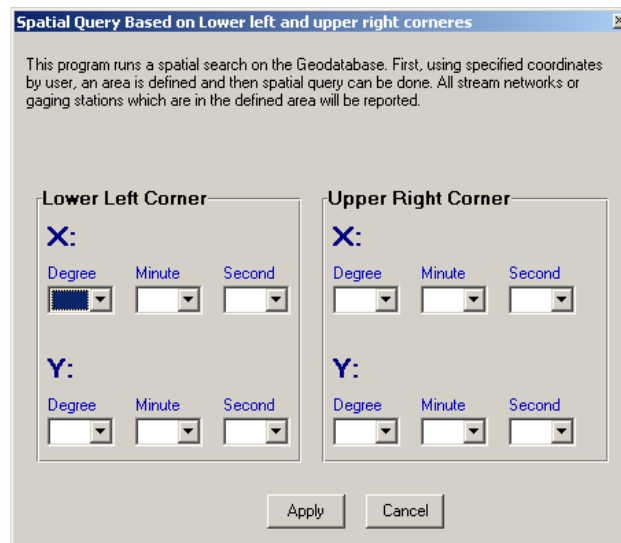 Spatial Query Based on Lower left and upper right corneres
This program runs a spatial search on the Geodatabase. First, using specified coordinates
by user, an area is defined and then spatial query can be done. All stream networks or
gaging stations which are in the defined area will be reported.
Lower Left Corner
X:
Degree Minute Second
Y:
Degree Minute Second
Upper Right Corner
X:
Degree Minute Second
Y:
Degree Minute Second
Apply Cancel